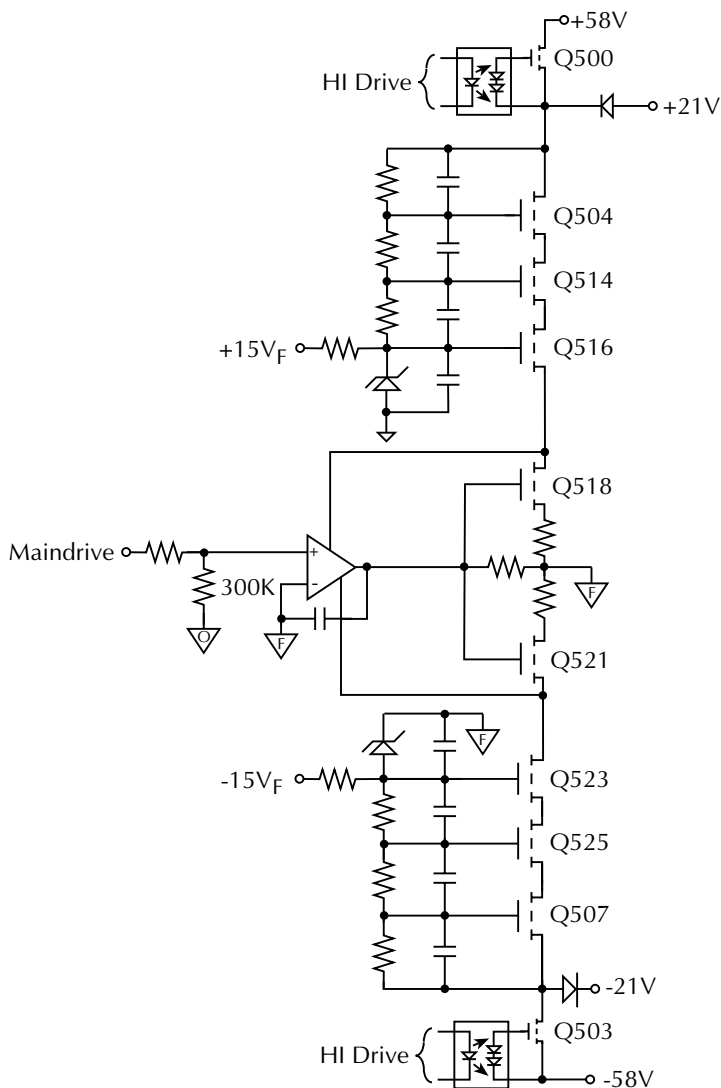 +58V
Q500
HI Drive
+21V
Q504
Q514
+15VF
Q516
Q518
Maindrive
+
-
300K
F
O
F
Q521
F
-15VF
Q523
Q525
Q507
-21V
Q503
HI Drive
-58V